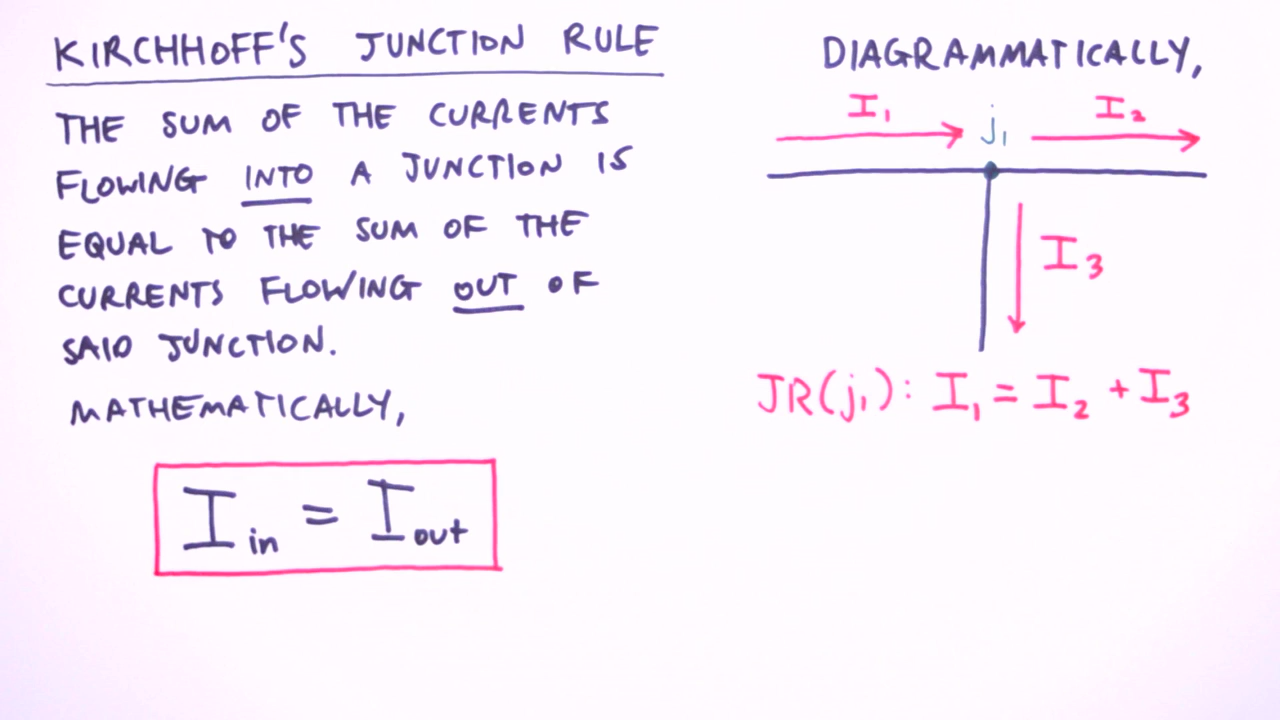 KIRCHHOFF'S JUNCTION RULE
THE SUM OF THE CURRENTS
FLOWING INTO A JUNCTION IS
EQUAL TO THE SUM OF THE
CURRENTS FLOWING OUT OF
SAID JUNCTION.
MATHEMATICALLY,
I_in = I_out
DIAGRAMMATICALLY,
I₁ j₁ I₂
I₃
JR(j₁): I₁ = I₂ + I₃